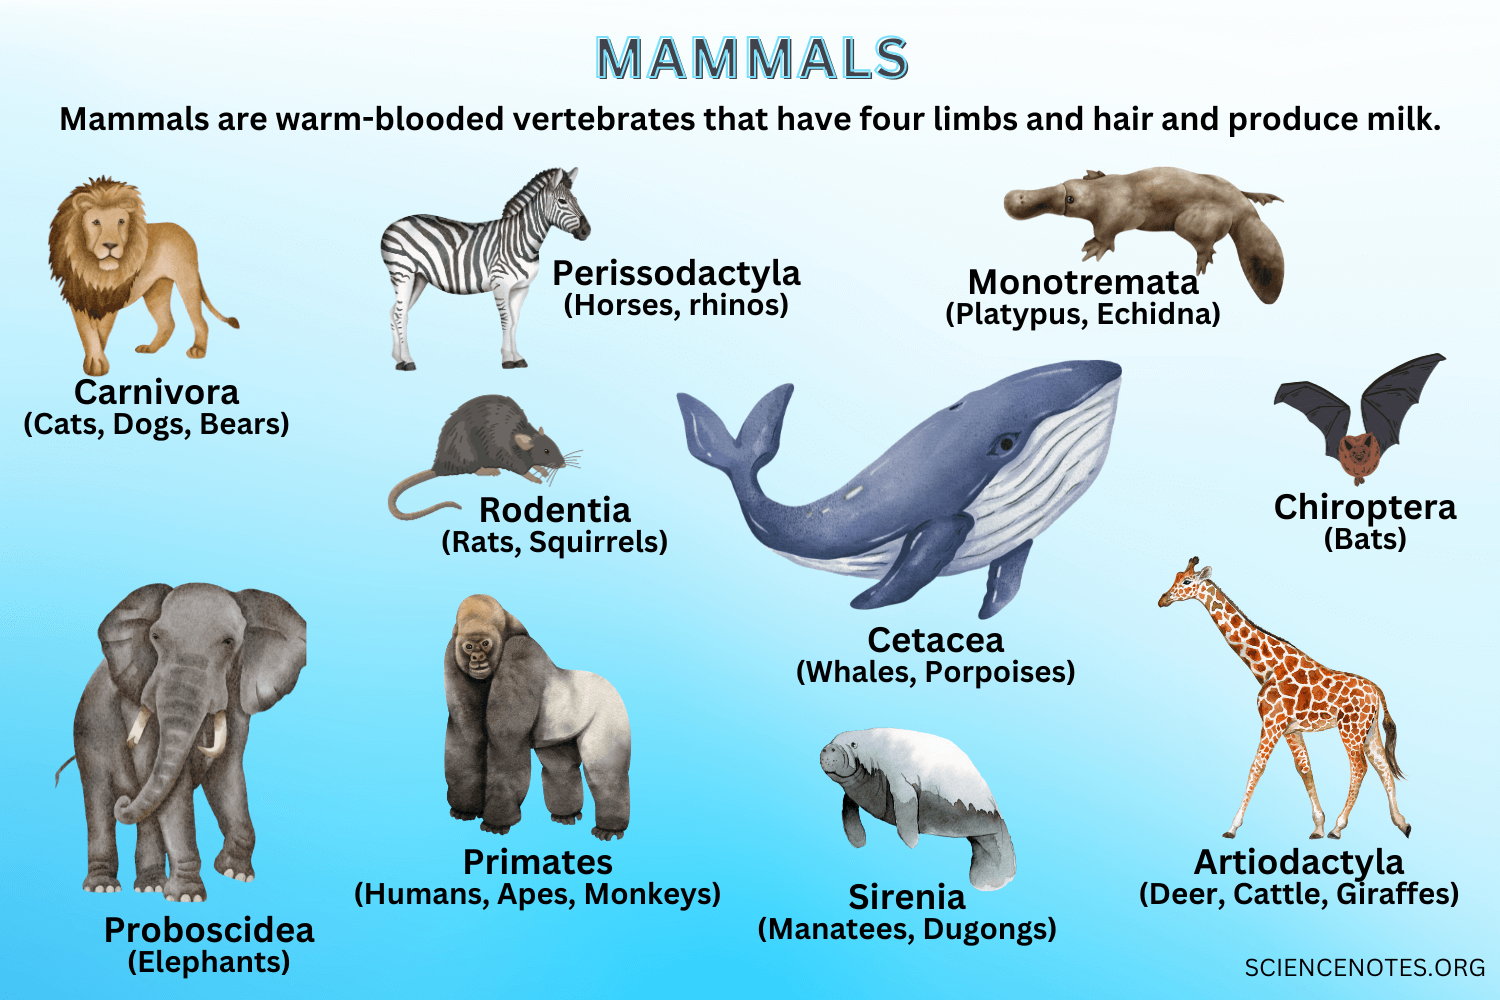 MAMMALS
Mammals are warm-blooded vertebrates that have four limbs and hair and produce milk.
Carnivora
(Cats, Dogs, Bears)
Perissodactyla
(Horses, rhinos)
Monotremata
(Platypus, Echidna)
Rodentia
(Rats, Squirrels)
Cetacea
(Whales, Porpoises)
Chiroptera
(Bats)
Proboscidea
(Elephants)
Primates
(Humans, Apes, Monkeys)
Sirenia
(Manatees, Dugongs)
Artiodactyla
(Deer, Cattle, Giraffes)
SCIENCENOTES.ORG